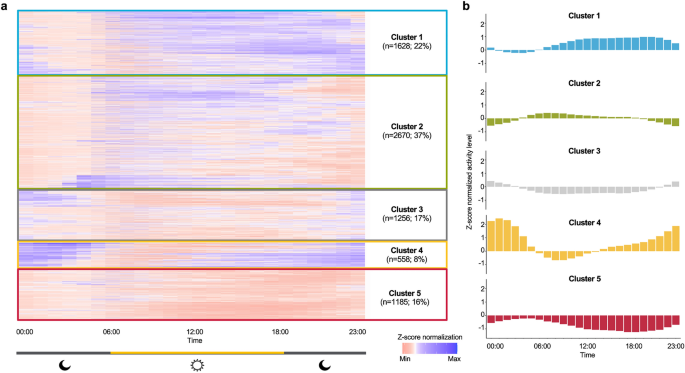 a
Cluster 1
(n=1628; 22%)
Cluster 2
(n=2670; 37%)
Cluster 3
(n=1256; 17%)
Cluster 4
(n=558; 8%)
Cluster 5
(n=1185; 16%)
00:00 06:00 12:00 18:00 23:00
Time
Z-score normalization
Min Max
b
Z-score normalized activity level
Cluster 1
2
1
0
-1
Cluster 2
2
1
0
-1
Cluster 3
2
1
0
-1
Cluster 4
2
1
0
-1
Cluster 5
2
1
0
-1
00:00 06:00 12:00 18:00 23:00
Time